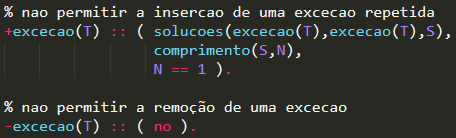 % nao permitir a insercao de uma excecao repetida
+excecao(T) :: ( solucoes(excecao(T),excecao(T),S),
comprimento(S,N),
N == 1 ).
% nao permitir a remoção de uma excecao
-excecao(T) :: ( no ).